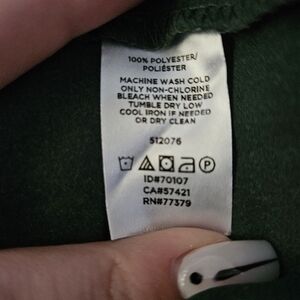 100% POLYESTER/
POLIÉSTER
MACHINE WASH COLD
ONLY NON-CHLORINE
BLEACH WHEN NEEDED
TUMBLE DRY LOW
COOL IRON IF NEEDED
OR DRY CLEAN
512076
P
ID#70107
CA#57421
RN#77379